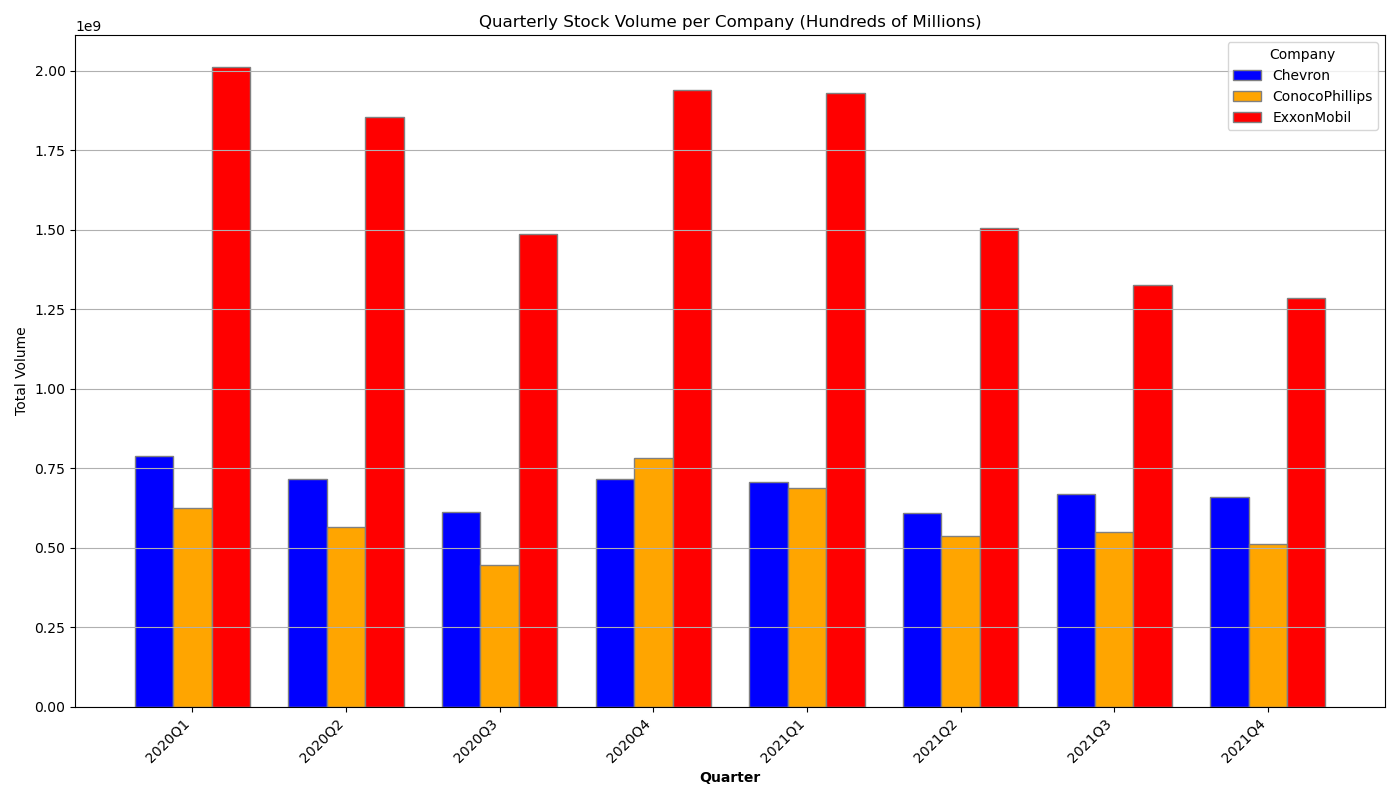 Quarterly Stock Volume per Company (Hundreds of Millions)
1e9
Company
Chevron
ConocoPhillips
ExxonMobil
2.00
1.75
1.50
1.25
1.00
0.75
0.50
0.25
0.00
Total Volume
2020Q1
2020Q2
2020Q3
2020Q4
2021Q1
2021Q2
2021Q3
2021Q4
Quarter